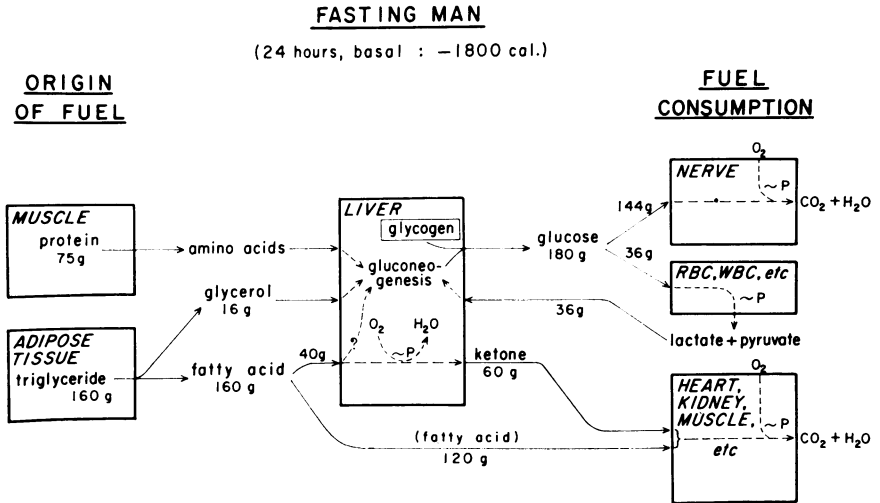 FASTING MAN
(24 hours, basal : −1800 cal.)
ORIGIN
OF FUEL
FUEL
CONSUMPTION
MUSCLE
protein
75g
amino acids
ADIPOSE
TISSUE
triglyceride
160 g
glycerol
16g
fatty acid
160 g
40g
LIVER
glycogen
gluconeo-
genesis
O2
H2O
~P
?
glucose
180 g
144g
36g
36g
ketone
60 g
(fatty acid)
120 g
O2
NERVE
~P
CO2 + H2O
RBC, WBC, etc
~P
lactate + pyruvate
O2
HEART,
KIDNEY,
MUSCLE,
~P
etc
CO2 + H2O